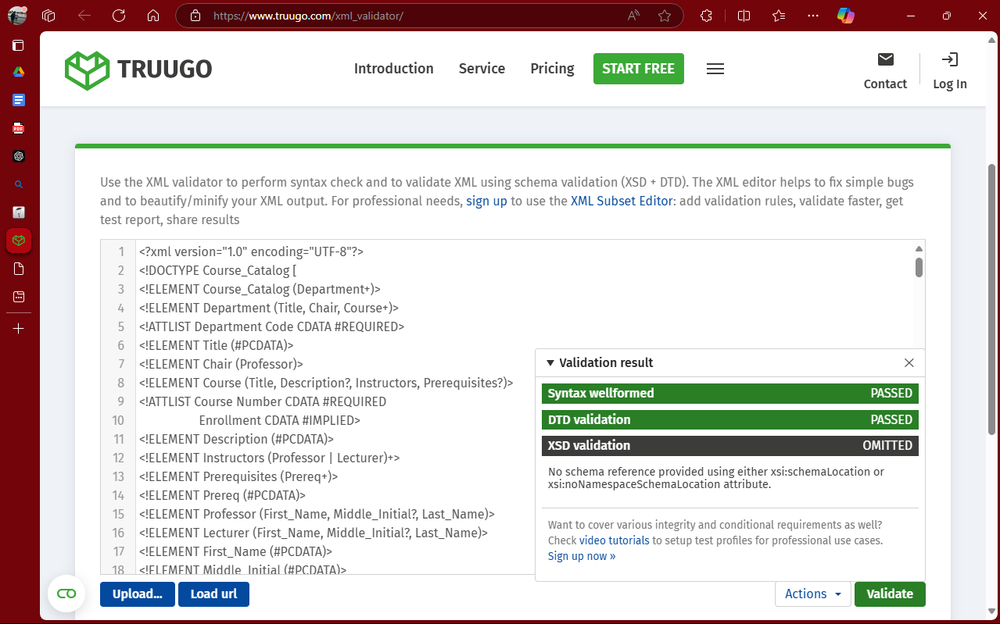 https://www.truugo.com/xml_validator/
TRUUGO
Introduction
Service
Pricing
START FREE
Contact
Log In
Use the XML validator to perform syntax check and to validate XML using schema validation (XSD + DTD). The XML editor helps to fix simple bugs
and to beautify/minify your XML output. For professional needs, sign up to use the XML Subset Editor: add validation rules, validate faster, get
test report, share results
1 <?xml version="1.0" encoding="UTF-8"?>
2 <!DOCTYPE Course_Catalog [
3 <!ELEMENT Course_Catalog (Department+)>
4 <!ELEMENT Department (Title, Chair, Course+)>
5 <!ATTLIST Department Code CDATA #REQUIRED>
6 <!ELEMENT Title (#PCDATA)>
7 <!ELEMENT Chair (Professor)>
8 <!ELEMENT Course (Title, Description?, Instructors, Prerequisites?)>
9 <!ATTLIST Course Number CDATA #REQUIRED
10 Enrollment CDATA #IMPLIED>
11 <!ELEMENT Description (#PCDATA)>
12 <!ELEMENT Instructors (Professor | Lecturer)+>
13 <!ELEMENT Prerequisites (Prereq+)>
14 <!ELEMENT Prereq (#PCDATA)>
15 <!ELEMENT Professor (First_Name, Middle_Initial?, Last_Name)>
16 <!ELEMENT Lecturer (First_Name, Middle_Initial?, Last_Name)>
17 <!ELEMENT First_Name (#PCDATA)>
18 <!ELEMENT Middle_Initial (#PCDATA)>
Validation result
Syntax wellformed PASSED
DTD validation PASSED
XSD validation OMITTED
No schema reference provided using either xsi:schemaLocation or
xsi:noNamespaceSchemaLocation attribute.
Want to cover various integrity and conditional requirements as well?
Check video tutorials to setup test profiles for professional use cases.
Sign up now »
Upload...
Load url
Actions
Validate